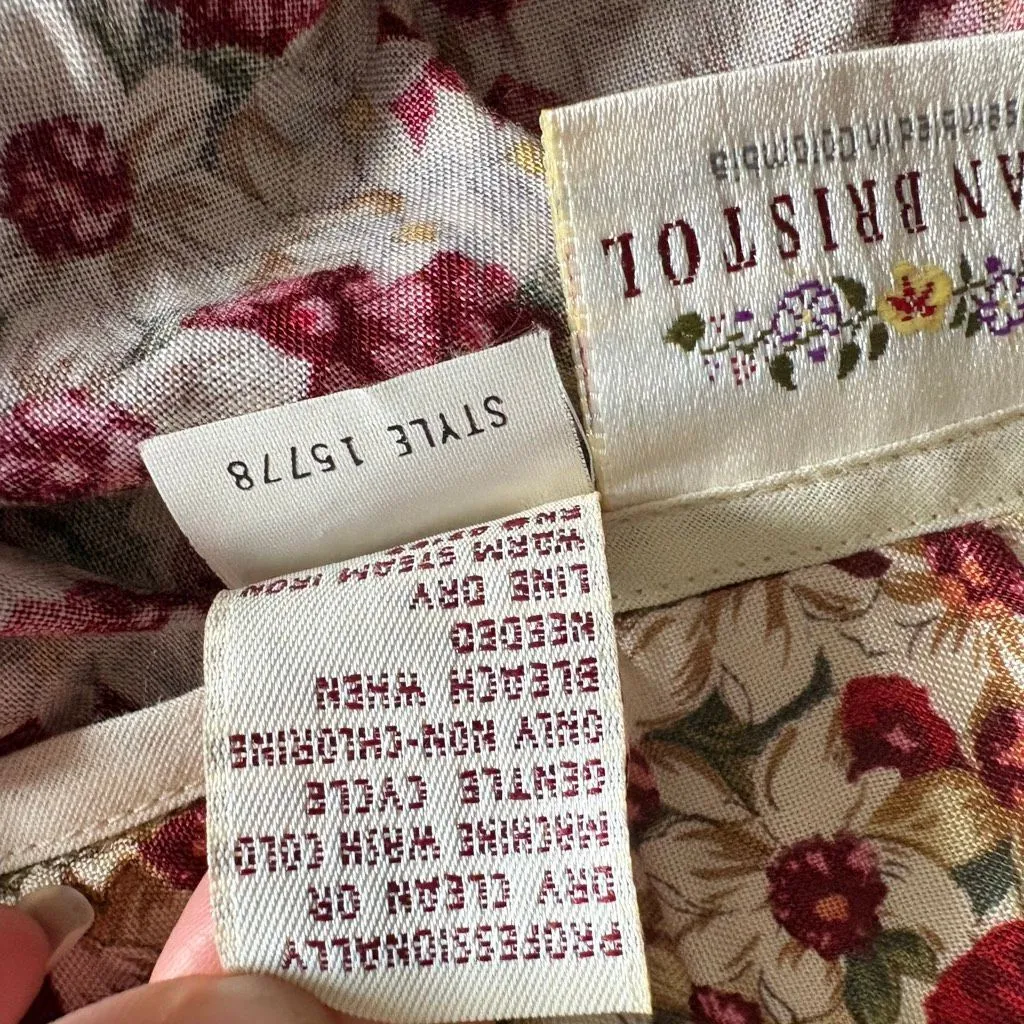 AN BRISTOL
sembled in Colombia
STYLE 15778
PROFESSIONALLY
DRY CLEAN OR
MACHINE WASH COLD
GENTLE CYCLE
ONLY NON-CHLORINE
BLEACH WHEN
NEEDED
LINE DRY
WARM STEAM IRON